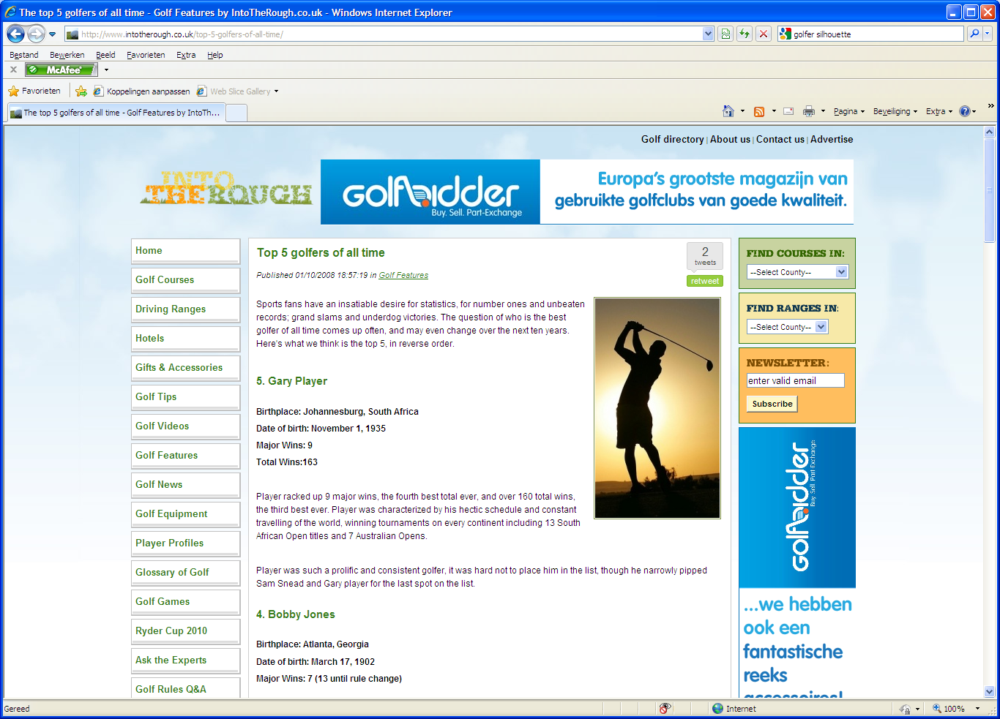 The top 5 golfers of all time - Golf Features by IntoTheRough.co.uk - Windows Internet Explorer
http://www.intotherough.co.uk/top-5-golfers-of-all-time/
golfer silhouette
Bestand Bewerken Beeld Favorieten Extra Help
x McAfee
Favorieten Koppelingen aanpassen Web Slice Gallery
The top 5 golfers of all time - Golf Features by IntoTh...
Pagina Beveiliging Extra »
Golf directory | About us | Contact us | Advertise
INTO
THE ROUGH
GOLFBIDDER
Buy. Sell. Part-Exchange
Europa's grootste magazijn van
gebruikte golfclubs van goede kwaliteit.
Home
Golf Courses
Driving Ranges
Hotels
Gifts & Accessories
Golf Tips
Golf Videos
Golf Features
Golf News
Golf Equipment
Player Profiles
Glossary of Golf
Golf Games
Ryder Cup 2010
Ask the Experts
Golf Rules Q&A
Top 5 golfers of all time
2
tweets
retweet
Published 01/10/2008 18:57:19 in Golf Features
Sports fans have an insatiable desire for statistics, for number ones and unbeaten
records; grand slams and underdog victories. The question of who is the best
golfer of all time comes up often, and may even change over the next ten years.
Here's what we think is the top 5, in reverse order.
5. Gary Player
Birthplace: Johannesburg, South Africa
Date of birth: November 1, 1935
Major Wins: 9
Total Wins:163
Player racked up 9 major wins, the fourth best total ever, and over 160 total wins,
the third best ever. Player was characterized by his hectic schedule and constant
travelling of the world, winning tournaments on every continent including 13 South
African Open titles and 7 Australian Opens.
Player was such a prolific and consistent golfer, it was hard not to place him in the list, though he narrowly pipped
Sam Snead and Gary player for the last spot on the list.
4. Bobby Jones
Birthplace: Atlanta, Georgia
Date of birth: March 17, 1902
Major Wins: 7 (13 until rule change)
FIND COURSES IN:
--Select County--
FIND RANGES IN:
--Select County--
NEWSLETTER:
enter valid email
Subscribe
GOLFBIDDER
Buy. Sell. Part-Exchange
...we hebben
ook een
fantastische
reeks
accessoires!
Gereed
Internet
100%